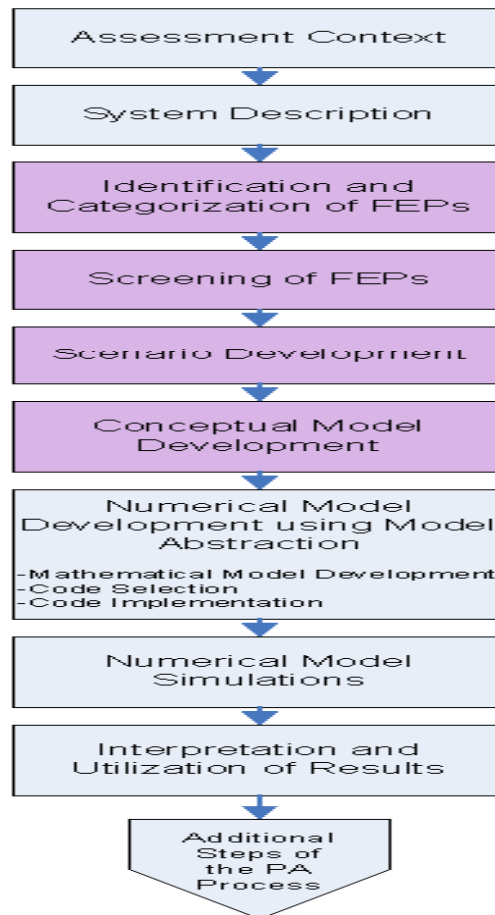 Assessment Context
System Description
Identification and
Categorization of FEPs
Screening of FEPs
Scenario Development
Conceptual Model
Development
Numerical Model
Development using Model
Abstraction
-Mathematical Model Development
-Code Selection
-Code Implementation
Numerical Model
Simulations
Interpretation and
Utilization of Results
Additional
Steps of
the PA
Process